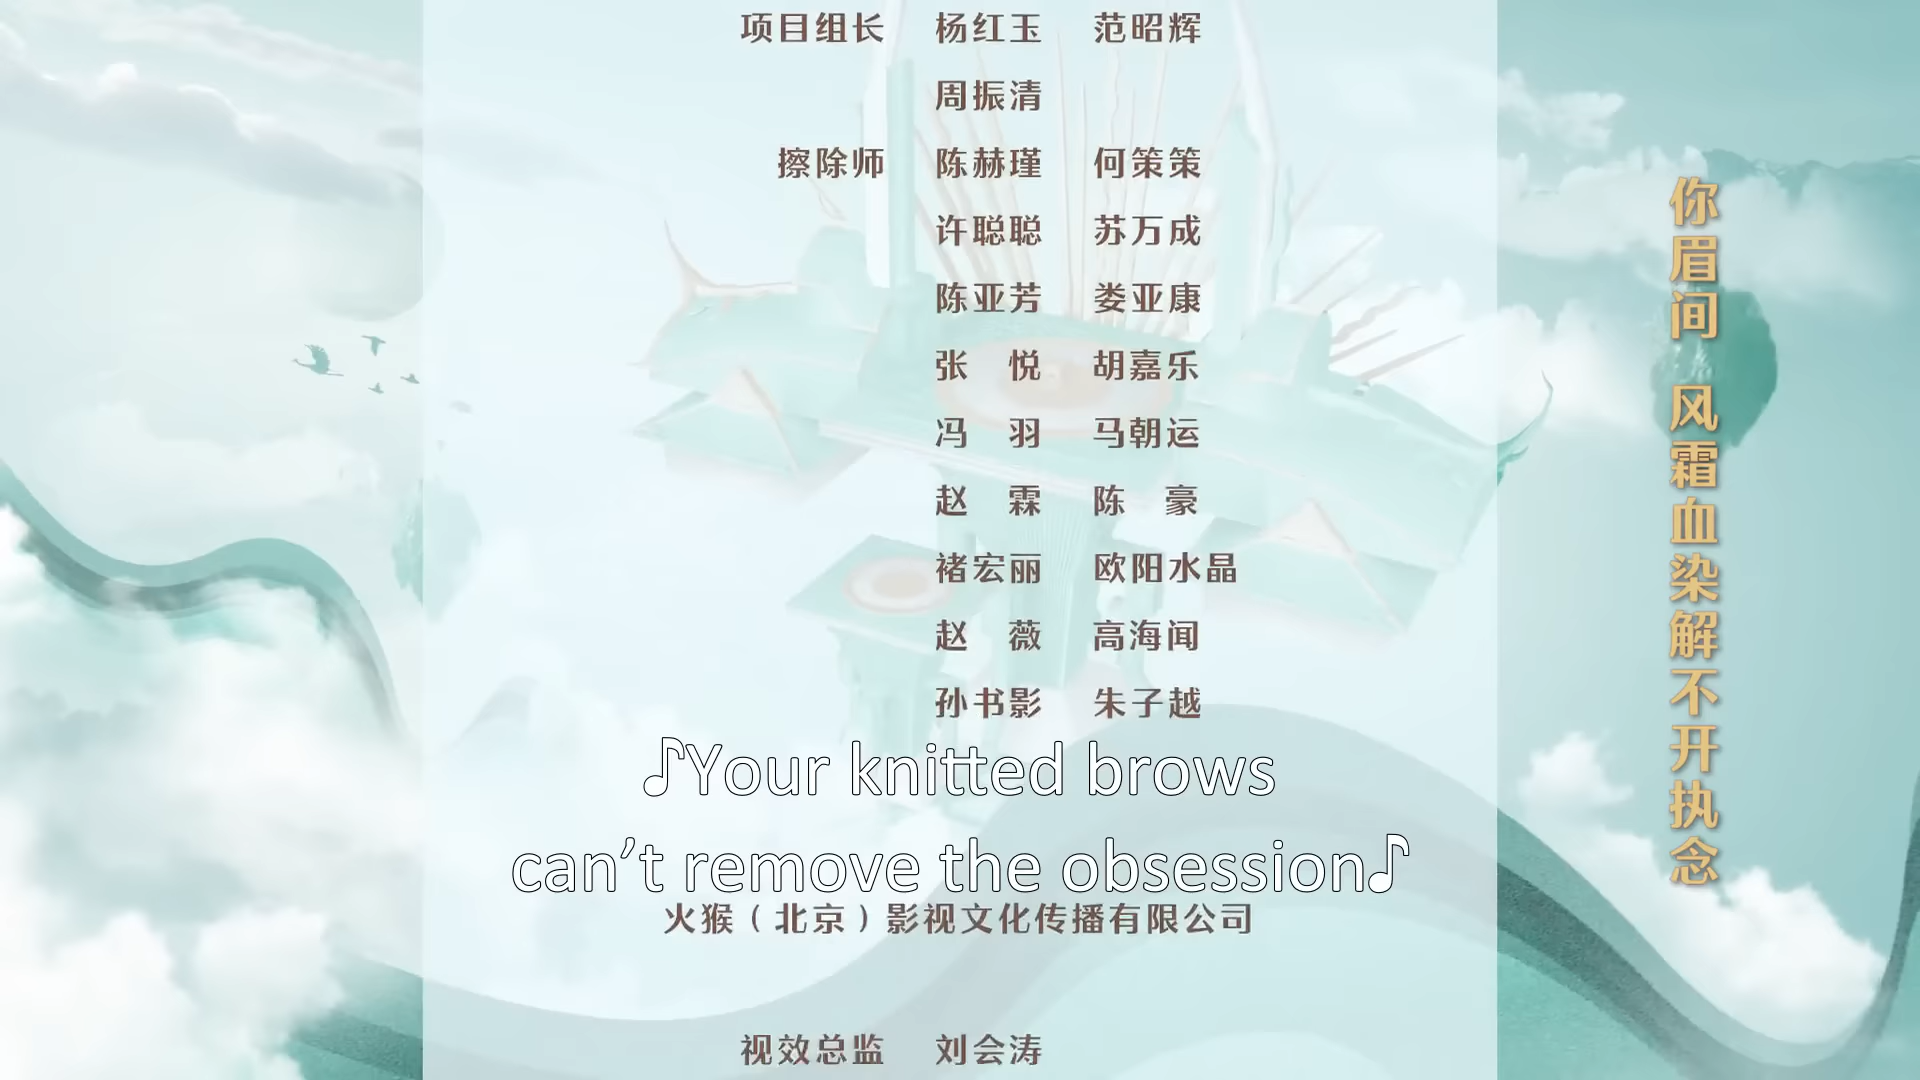 项目组长 杨红玉 范昭辉
周振清
擦除师 陈赫瑾 何策策
许聪聪 苏万成
陈亚芳 娄亚康
张 悦 胡嘉乐
冯 羽 马朝运
赵 霖 陈 豪
褚宏丽 欧阳水晶
赵 薇 高海闻
孙书影 朱子越
♪Your knitted brows
can’t remove the obsession♪
火猴（北京）影视文化传播有限公司
视效总监 刘会涛
你眉间 风霜血染解不开执念